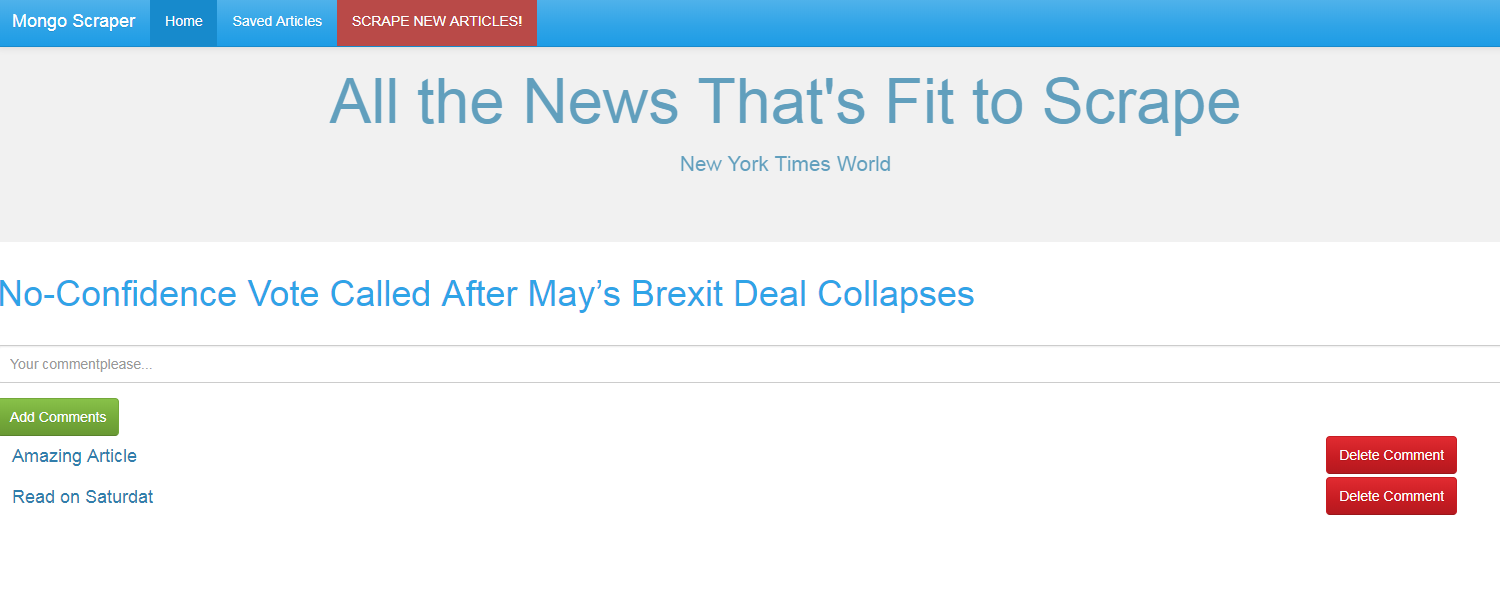 Mongo Scraper Home Saved Articles SCRAPE NEW ARTICLES!
All the News That's Fit to Scrape
New York Times World
No-Confidence Vote Called After May’s Brexit Deal Collapses
Your commentplease...
Add Comments
Amazing Article Delete Comment
Read on Saturdat Delete Comment